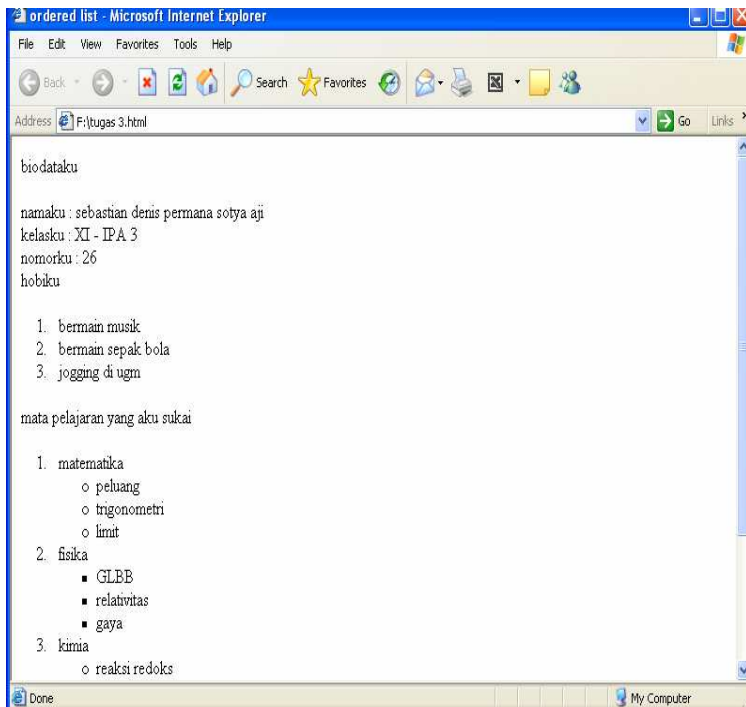 ordered list - Microsoft Internet Explorer
File Edit View Favorites Tools Help
Back Search Favorites
Address F:\tugas 3.html Go Links
biodataku
namaku : sebastian denis permana sotya aji
kelasku : XI - IPA 3
nomorku : 26
hobiku
1. bermain musik
2. bermain sepak bola
3. jogging di ugm
mata pelajaran yang aku sukai
1. matematika
o peluang
o trigonometri
o limit
2. fisika
▪ GLBB
▪ relativitas
▪ gaya
3. kimia
o reaksi redoks
Done My Computer